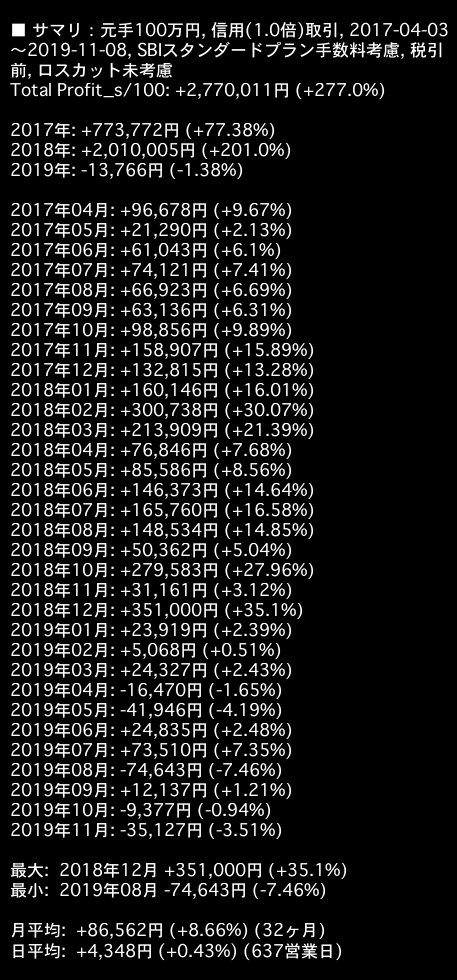 ■ サマリ：元手100万円, 信用(1.0倍)取引, 2017-04-03
～2019-11-08, SBIスタンダードプラン手数料考慮, 税引
前, ロスカット未考慮
Total Profit_s/100: +2,770,011円 (+277.0%)
2017年: +773,772円 (+77.38%)
2018年: +2,010,005円 (+201.0%)
2019年: -13,766円 (-1.38%)
2017年04月: +96,678円 (+9.67%)
2017年05月: +21,290円 (+2.13%)
2017年06月: +61,043円 (+6.1%)
2017年07月: +74,121円 (+7.41%)
2017年08月: +66,923円 (+6.69%)
2017年09月: +63,136円 (+6.31%)
2017年10月: +98,856円 (+9.89%)
2017年11月: +158,907円 (+15.89%)
2017年12月: +132,815円 (+13.28%)
2018年01月: +160,146円 (+16.01%)
2018年02月: +300,738円 (+30.07%)
2018年03月: +213,909円 (+21.39%)
2018年04月: +76,846円 (+7.68%)
2018年05月: +85,586円 (+8.56%)
2018年06月: +146,373円 (+14.64%)
2018年07月: +165,760円 (+16.58%)
2018年08月: +148,534円 (+14.85%)
2018年09月: +50,362円 (+5.04%)
2018年10月: +279,583円 (+27.96%)
2018年11月: +31,161円 (+3.12%)
2018年12月: +351,000円 (+35.1%)
2019年01月: +23,919円 (+2.39%)
2019年02月: +5,068円 (+0.51%)
2019年03月: +24,327円 (+2.43%)
2019年04月: -16,470円 (-1.65%)
2019年05月: -41,946円 (-4.19%)
2019年06月: +24,835円 (+2.48%)
2019年07月: +73,510円 (+7.35%)
2019年08月: -74,643円 (-7.46%)
2019年09月: +12,137円 (+1.21%)
2019年10月: -9,377円 (-0.94%)
2019年11月: -35,127円 (-3.51%)
最大: 2018年12月 +351,000円 (+35.1%)
最小: 2019年08月 -74,643円 (-7.46%)
月平均: +86,562円 (+8.66%) (32ヶ月)
日平均: +4,348円 (+0.43%) (637営業日)